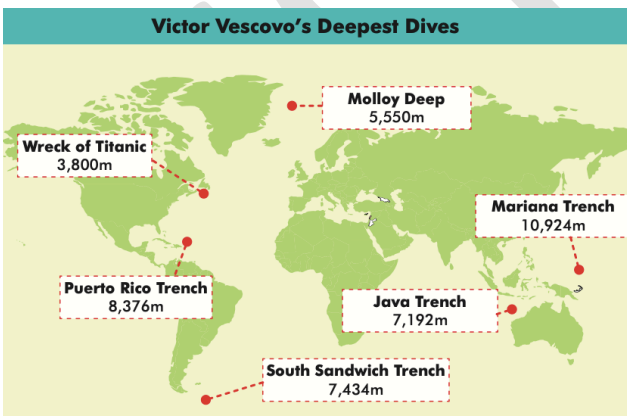 Victor Vescovo's Deepest Dives
Molloy Deep
5,550m
Wreck of Titanic
3,800m
Mariana Trench
10,924m
Puerto Rico Trench
8,376m
Java Trench
7,192m
South Sandwich Trench
7,434m